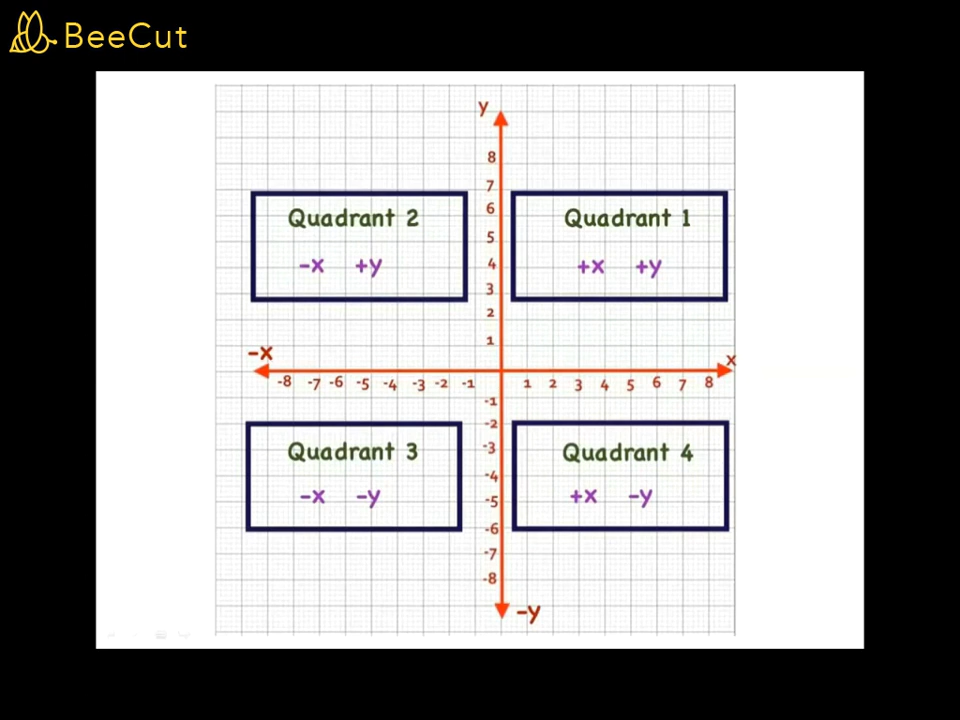 BeeCut
y
8
7
Quadrant 2
6
Quadrant 1
5
-x +y
4
+x +y
3
2
1
-x
x
-8 -7 -6 -5 -4 -3 -2 -1
1 2 3 4 5 6 7 8
-1
-2
Quadrant 3
-3
Quadrant 4
-4
-x -y
-5
+x -y
-6
-7
-8
-y